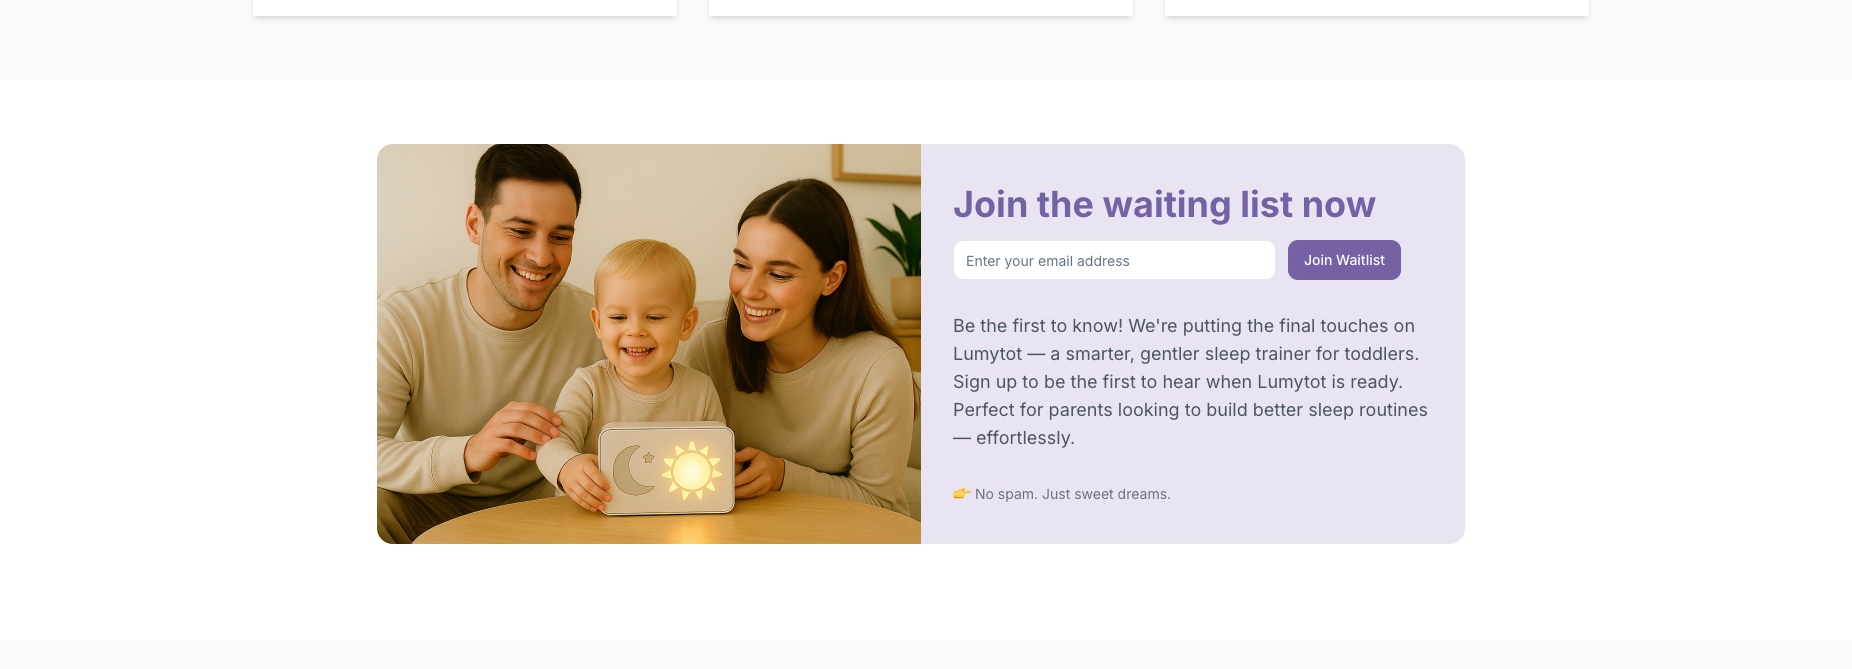 Join the waiting list now
Enter your email address
Join Waitlist
Be the first to know! We're putting the final touches on
Lumytot — a smarter, gentler sleep trainer for toddlers.
Sign up to be the first to hear when Lumytot is ready.
Perfect for parents looking to build better sleep routines
— effortlessly.
👉 No spam. Just sweet dreams.